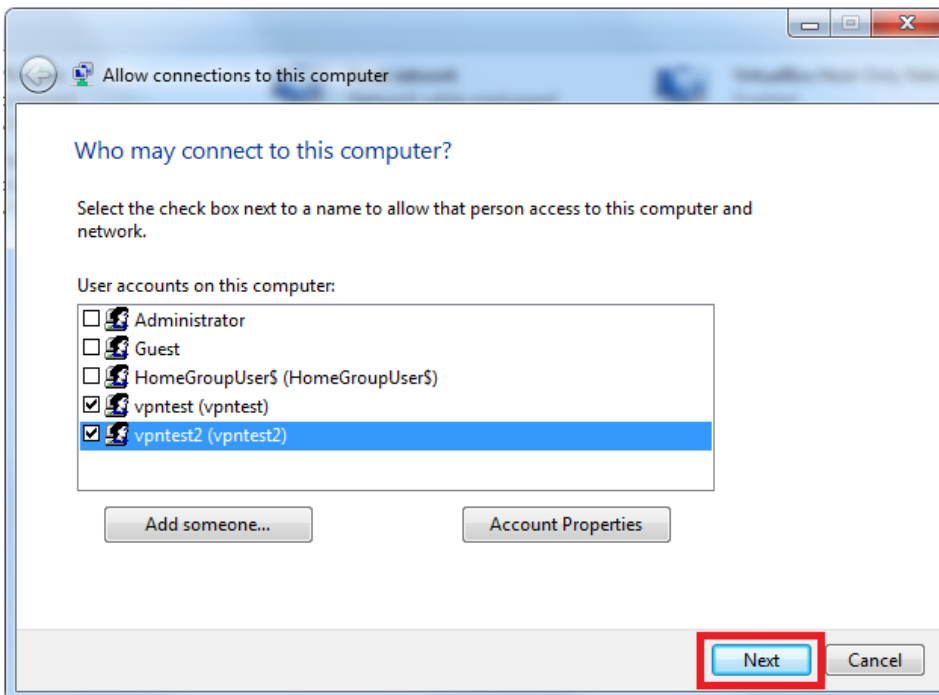 Allow connections to this computer
Who may connect to this computer?
Select the check box next to a name to allow that person access to this computer and
network.
User accounts on this computer:
Administrator
Guest
HomeGroupUser$ (HomeGroupUser$)
vpntest (vpntest)
vpntest2 (vpntest2)
Add someone...
Account Properties
Next
Cancel